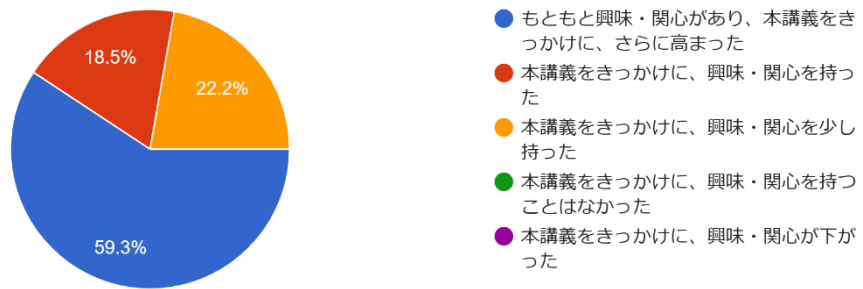 18.5%
22.2%
59.3%
もともと興味・関心があり、本講義をき
っかけに、さらに高まった
本講義をきっかけに、興味・関心を持っ
た
本講義をきっかけに、興味・関心を少し
持った
本講義をきっかけに、興味・関心を持つ
ことはなかった
本講義をきっかけに、興味・関心が下が
った